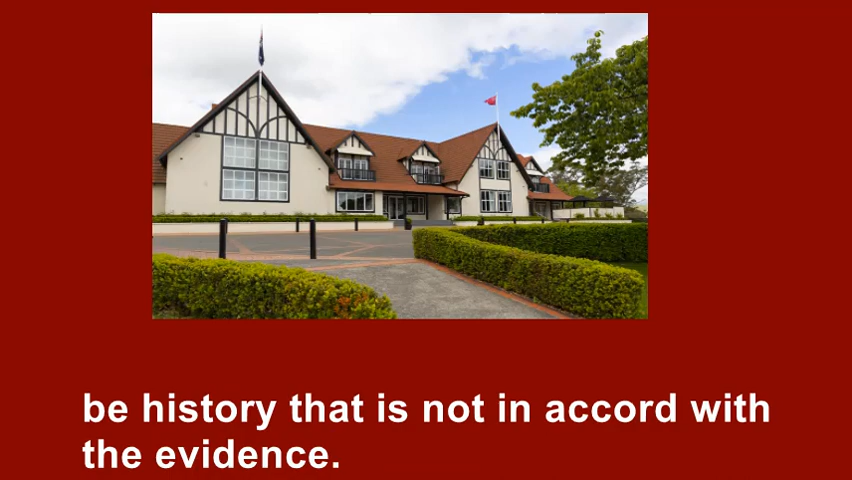 be history that is not in accord with
the evidence.